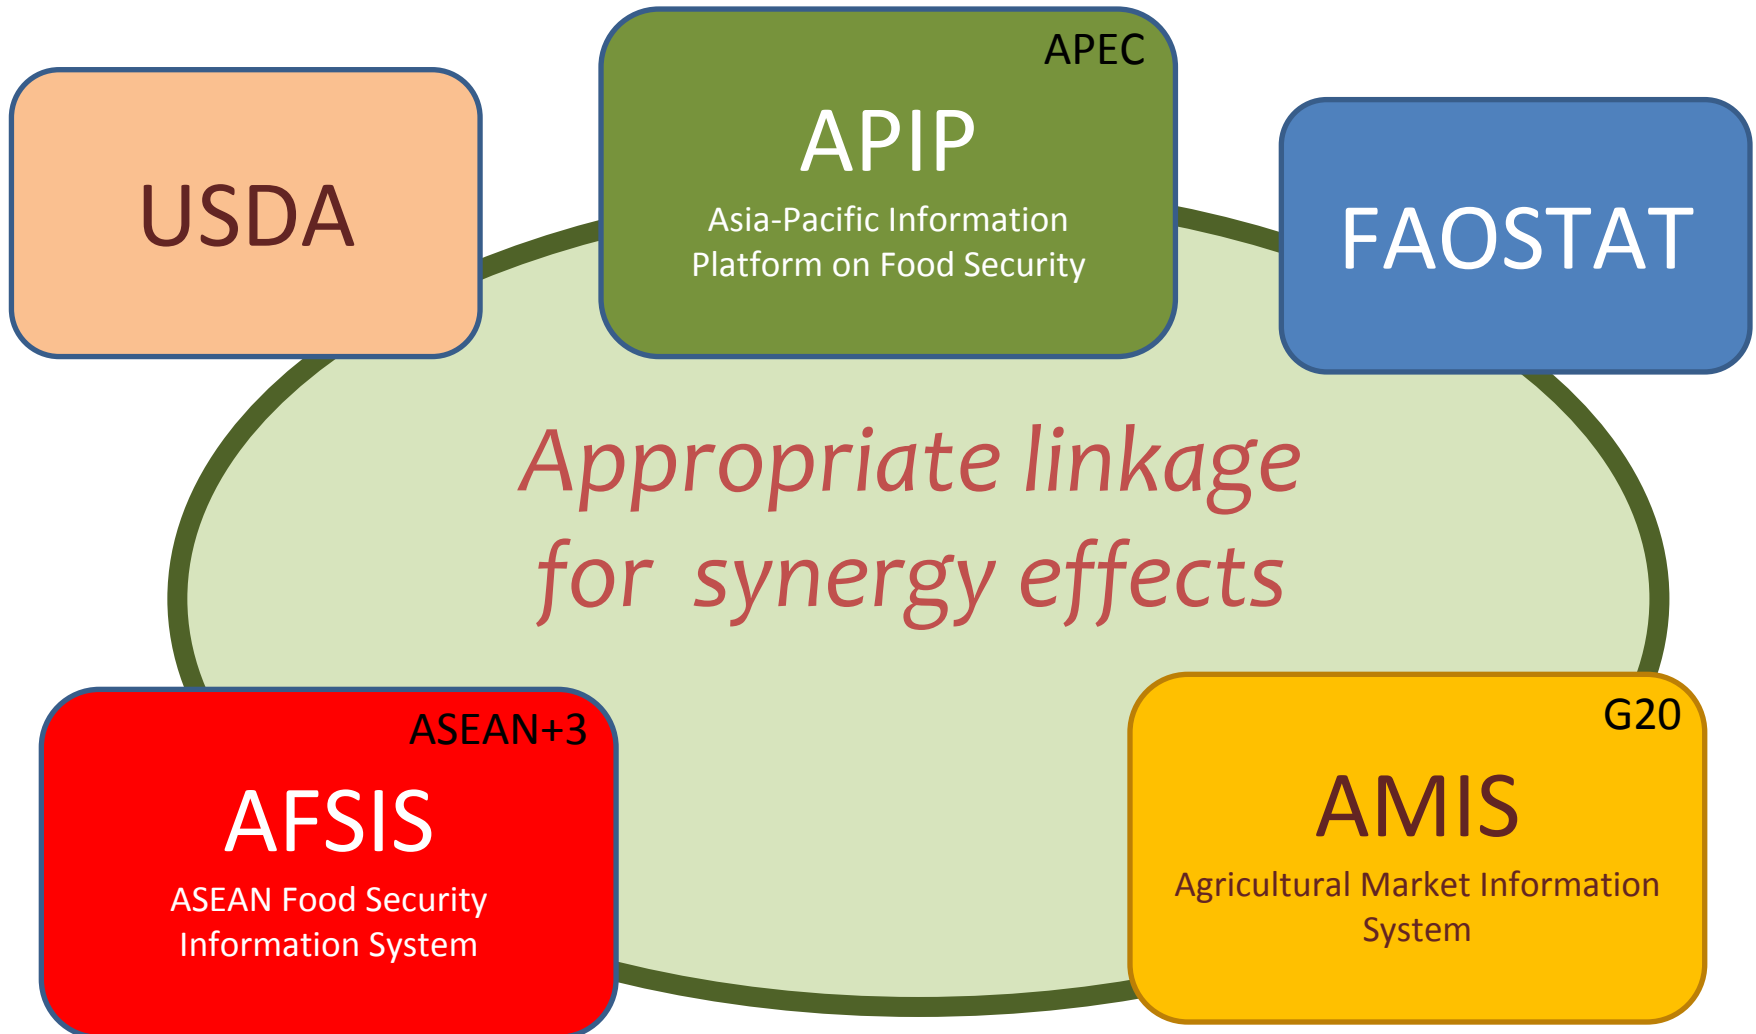 APEC
APIP
Asia-Pacific Information
Platform on Food Security
USDA
FAOSTAT
Appropriate linkage
for synergy effects
ASEAN+3
AFSIS
ASEAN Food Security
Information System
G20
AMIS
Agricultural Market Information
System